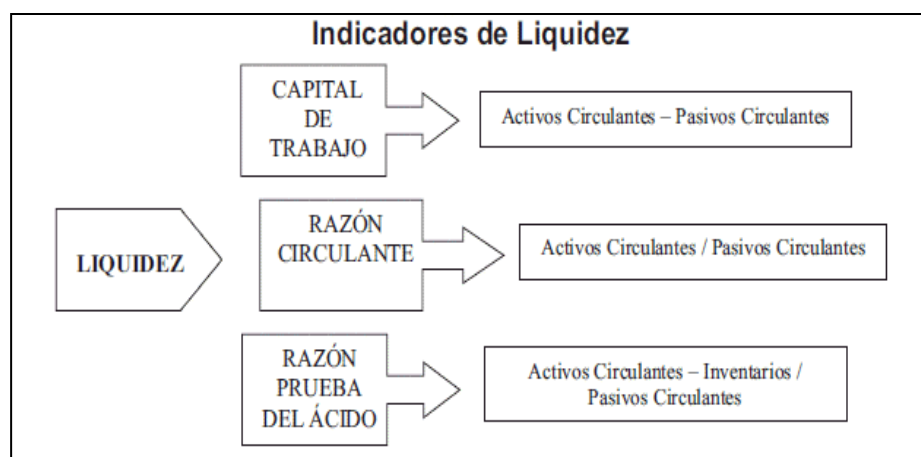 Indicadores de Liquidez
CAPITAL
DE
TRABAJO
Activos Circulantes – Pasivos Circulantes
LIQUIDEZ
RAZÓN
CIRCULANTE
Activos Circulantes / Pasivos Circulantes
RAZÓN
PRUEBA
DEL ÁCIDO
Activos Circulantes – Inventarios /
Pasivos Circulantes